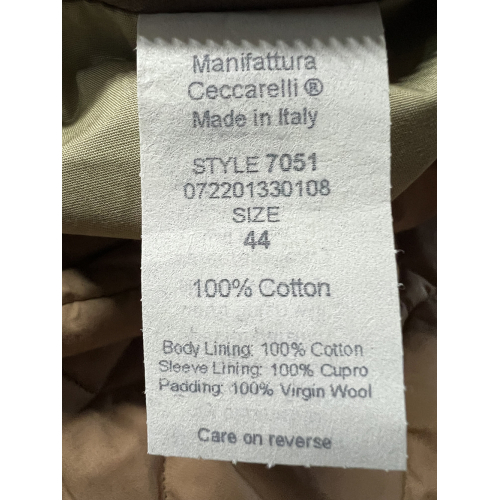 Manifattura
Ceccarelli ®
Made in Italy
STYLE 7051
072201330108
SIZE
44
100% Cotton
Body Lining: 100% Cotton
Sleeve Lining: 100% Cupro
Padding: 100% Virgin Wool
Care on reverse